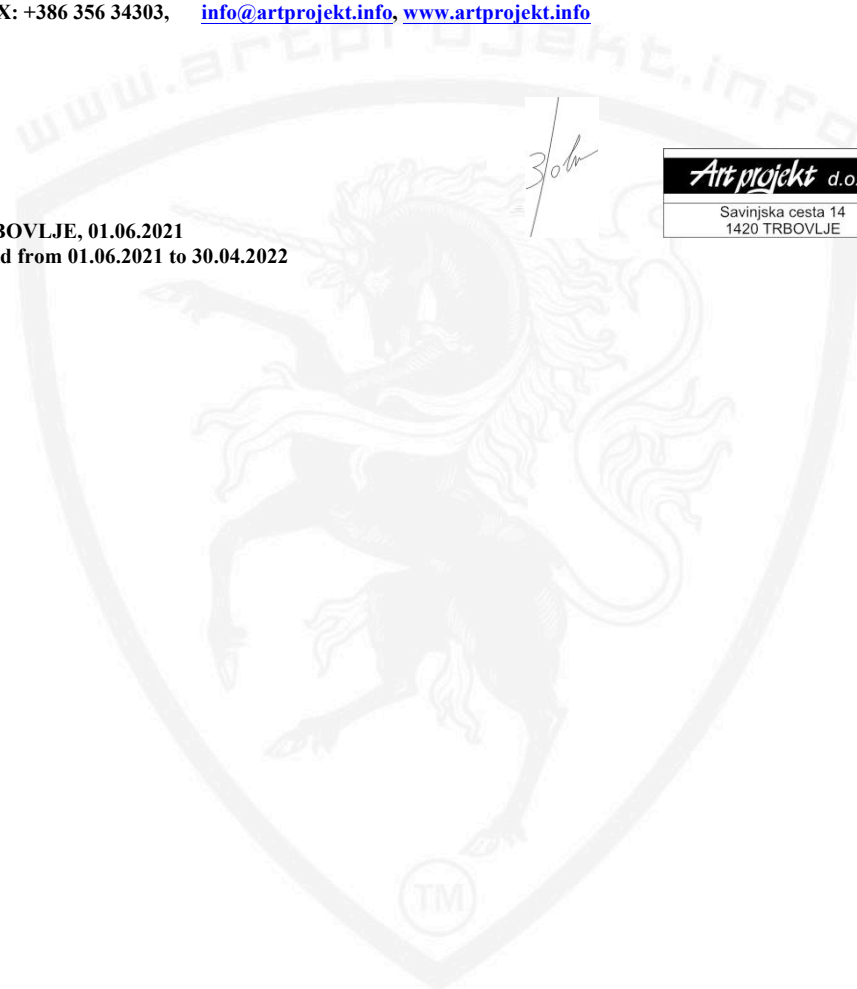 X: +386 356 34303, info@artprojekt.info, www.artprojekt.info
www.artprojekt.info
Art projekt d.o.
Savinjska cesta 14
1420 TRBOVLJE
BOVLJE, 01.06.2021
d from 01.06.2021 to 30.04.2022
TM